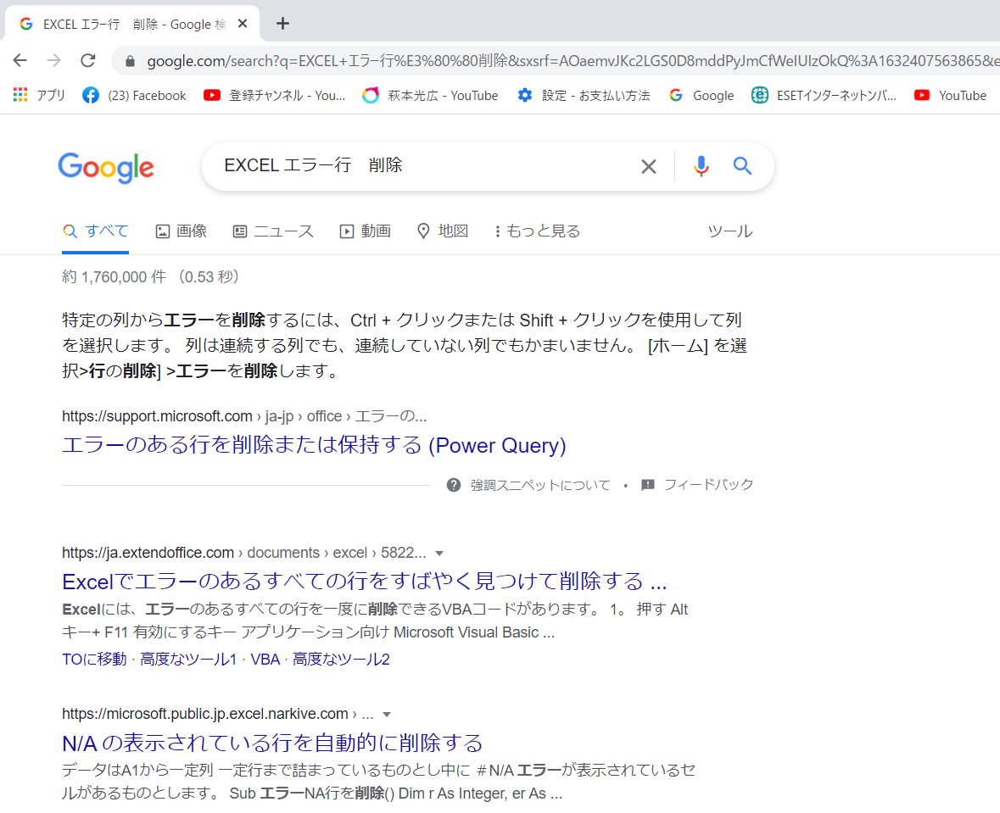 EXCEL エラー行　削除 - Google 検
google.com/search?q=EXCEL+エラー行%E3%80%80削除&sxsrf=AOaemvJKc2LGS0D8mddPyJmCfWeIUIzOkQ%3A1632407563865&e
アプリ (23) Facebook 登録チャンネル - You... 萩本光広 - YouTube 設定 - お支払い方法 Google ESETインターネットンバ... YouTube
Google EXCEL エラー行　削除
すべて 画像 ニュース 動画 地図 もっと見る ツール
約 1,760,000 件 （0.53 秒）
特定の列からエラーを削除するには、Ctrl + クリックまたは Shift + クリックを使用して列
を選択します。 列は連続する列でも、連続していない列でもかまいません。 [ホーム] を選
択>行の削除] >エラーを削除します。
https://support.microsoft.com › ja-jp › office › エラーの...
エラーのある行を削除または保持する (Power Query)
強調スニペットについて • フィードバック
https://ja.extendoffice.com › documents › excel › 5822...
Excelでエラーのあるすべての行をすばやく見つけて削除する ...
Excelには、エラーのあるすべての行を一度に削除できるVBAコードがあります。 1。 押す Alt
キー+ F11 有効にするキー アプリケーション向け Microsoft Visual Basic ...
TOに移動 · 高度なツール1 · VBA · 高度なツール2
https://microsoft.public.jp.excel.narkive.com › ...
N/A の表示されている行を自動的に削除する
データはA1から一定列 一定行まで詰まっているものとし中に ＃N/A エラーが表示されているセ
ルがあるものとします。 Sub エラーNA行を削除() Dim r As Integer, er As ...